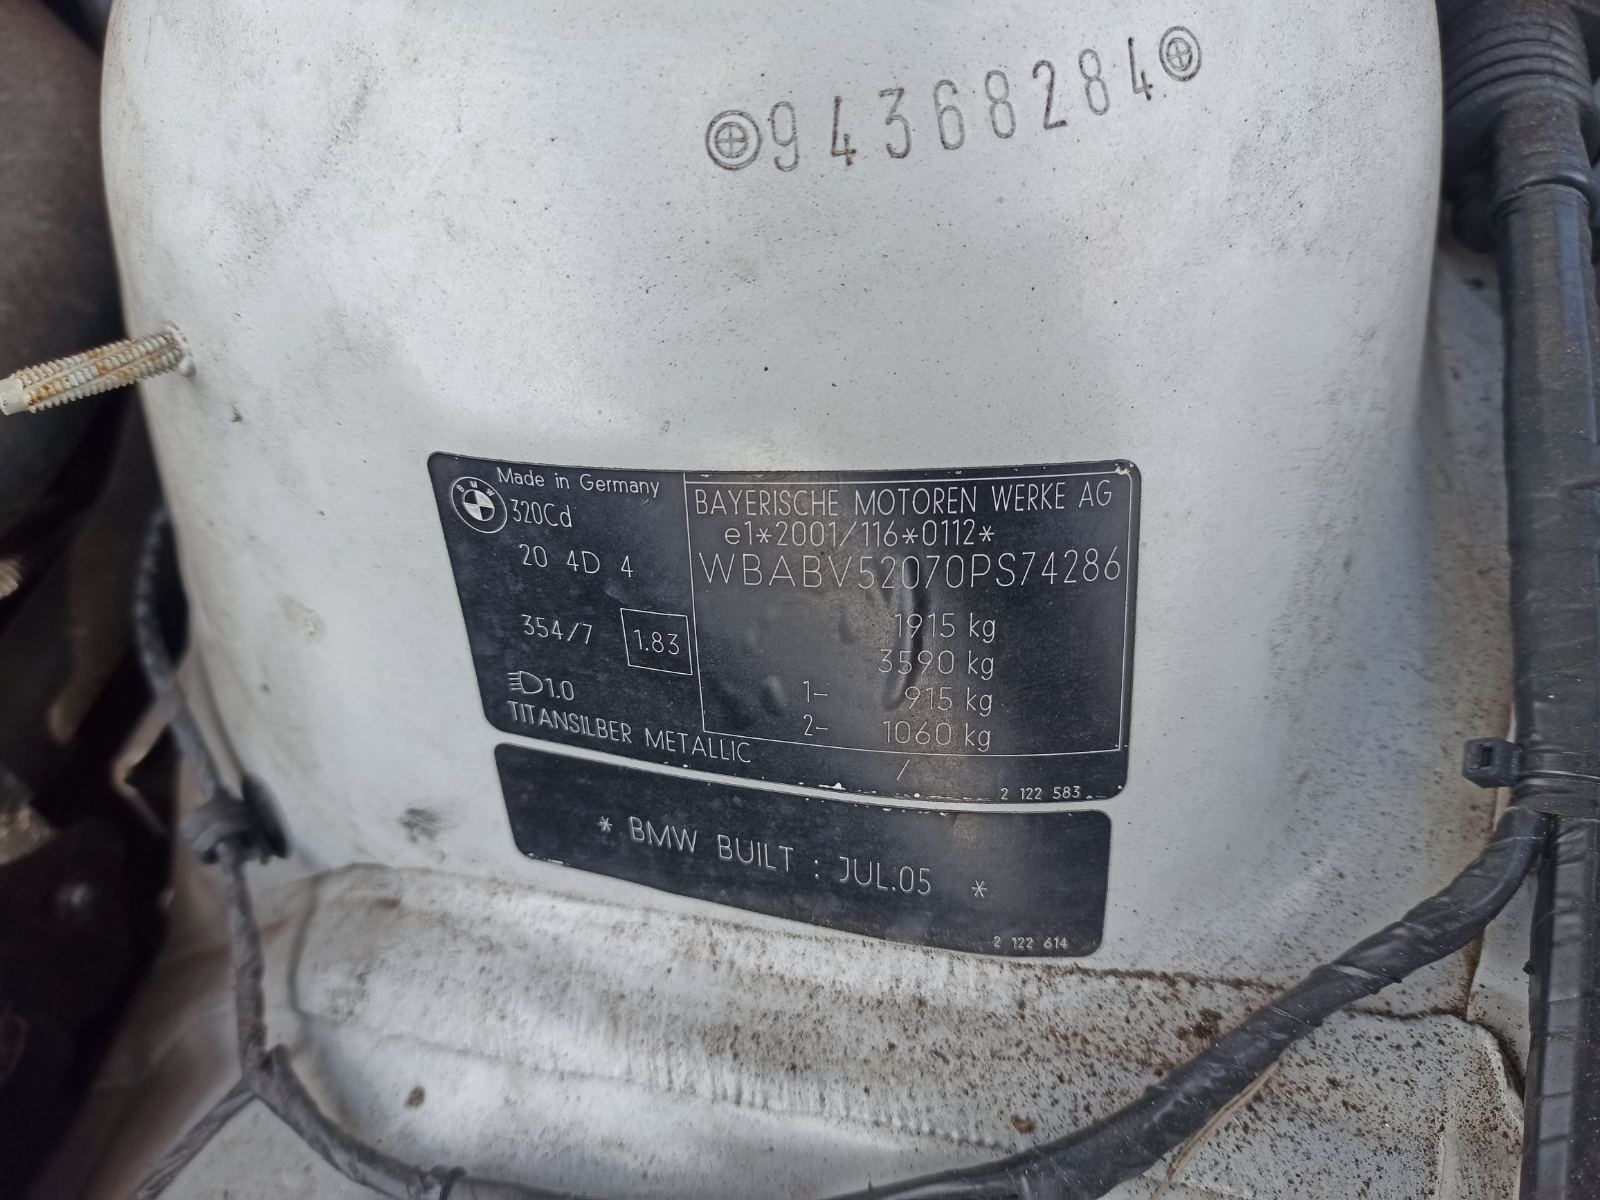 94368284
Made in Germany
BMW
320Cd
20 4D 4
354/7 1.83
1.0
TITANSILBER METALLIC
BAYERISCHE MOTOREN WERKE AG
e1*2001/116*0112*
WBABV52070PS74286
1915 kg
3590 kg
1- 915 kg
2- 1060 kg
/
2 122 583
* BMW BUILT : JUL.05 *
2 122 614